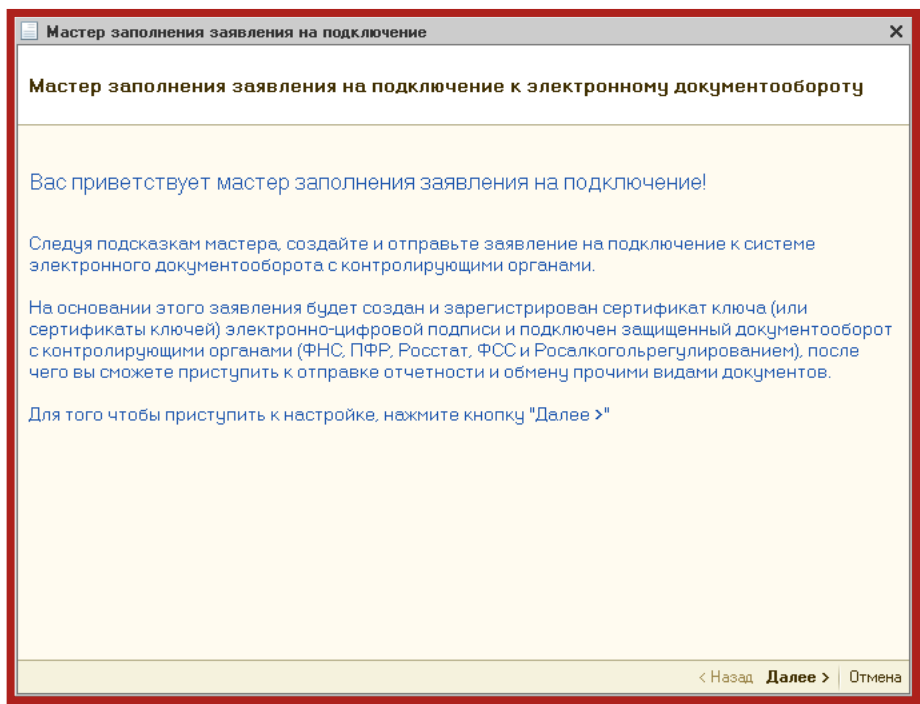 Мастер заполнения заявления на подключение
Мастер заполнения заявления на подключение к электронному документообороту
Вас приветствует мастер заполнения заявления на подключение!
Следуя подсказкам мастера, создайте и отправьте заявление на подключение к системе
электронного документооборота с контролирующими органами.
На основании этого заявления будет создан и зарегистрирован сертификат ключа (или
сертификаты ключей) электронно-цифровой подписи и подключен защищенный документооборот
с контролирующими органами (ФНС, ПФР, Росстат, ФСС и Росалкогольрегулированием), после
чего вы сможете приступить к отправке отчетности и обмену прочими видами документов.
Для того чтобы приступить к настройке, нажмите кнопку "Далее >"
< Назад Далее > Отмена